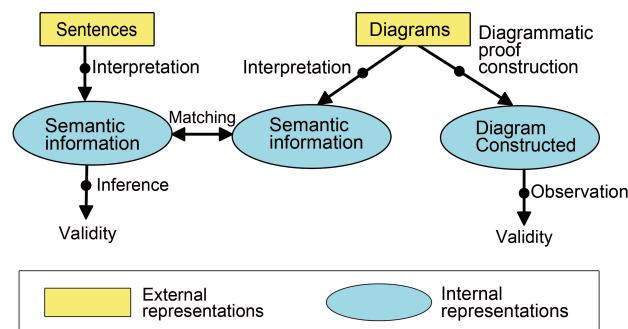 Sentences
Diagrams
Diagrammatic
proof
construction
Interpretation
Interpretation
Matching
Semantic
information
Semantic
information
Diagram
Constructed
Inference
Observation
Validity
Validity
External
representations
Internal
representations